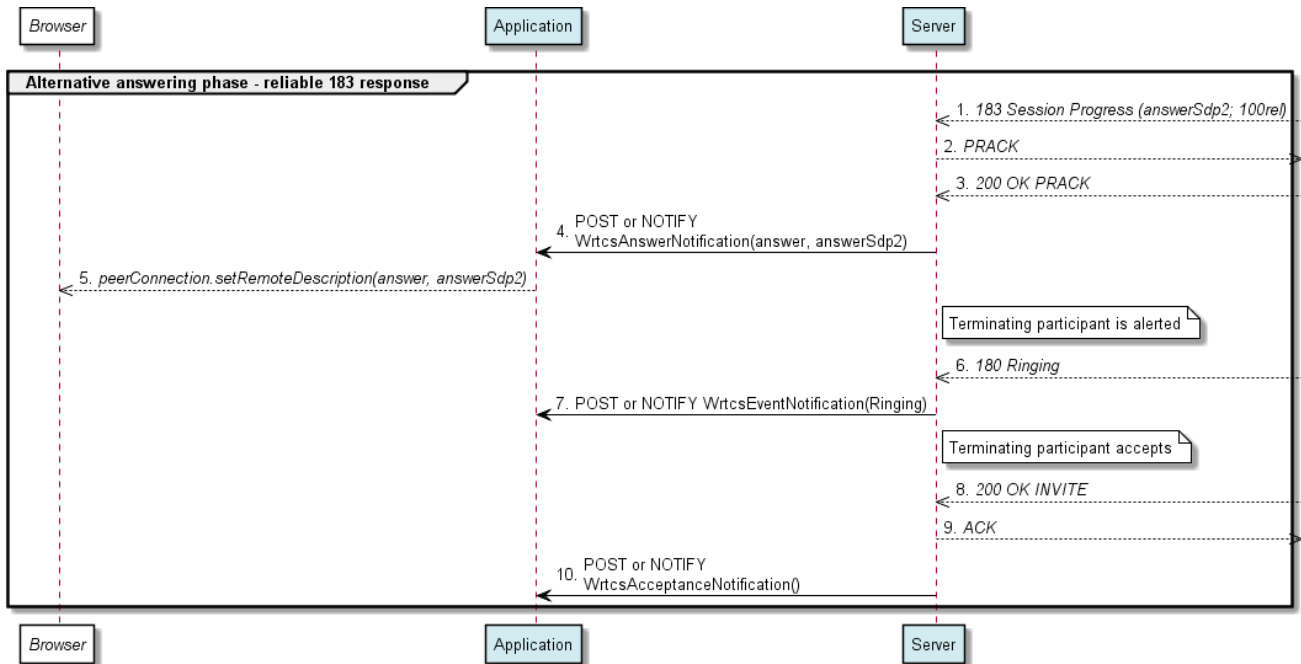 Browser
Application
Server
Alternative answering phase - reliable 183 response
1. 183 Session Progress (answerSdp2; 100rel)
2. PRACK
3. 200 OK PRACK
4. POST or NOTIFY
WrtcsAnswerNotification(answer, answerSdp2)
5. peerConnection.setRemoteDescription(answer, answerSdp2)
Terminating participant is alerted
6. 180 Ringing
7. POST or NOTIFY WrtcsEventNotification(Ringing)
Terminating participant accepts
8. 200 OK INVITE
9. ACK
10. POST or NOTIFY
WrtcsAcceptanceNotification()
Browser
Application
Server